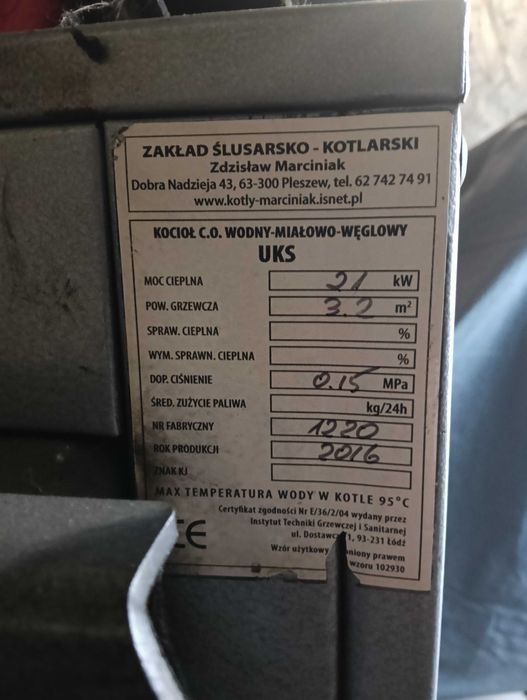 ZAKŁAD ŚLUSARSKO - KOTLARSKI
Zdzisław Marciniak
Dobra Nadzieja 43, 63-300 Pleszew, tel. 62 742 74 91
www.kotly-marciniak.isnet.pl
KOCIOŁ C.O. WODNY-MIAŁOWO-WĘGLOWY
UKS
MOC CIEPLNA 21 kW
POW. GRZEWCZA 3.2 m²
SPRAW. CIEPLNA %
WYM. SPRAWN. CIEPLNA %
DOP. CIŚNIENIE 0.15 MPa
ŚRED. ZUŻYCIE PALIWA kg/24h
NR FABRYCZNY 1220
ROK PRODUKCJI 2016
ZNAK KJ
MAX TEMPERATURA WODY W KOTLE 95°C
Certyfikat zgodności Nr E/36/2/04 wydany przez
Instytut Techniki Grzewczej i Sanitarnej
ul. 1, 93-231 Łódź
CE
Wzór prawem
wzoru 102930